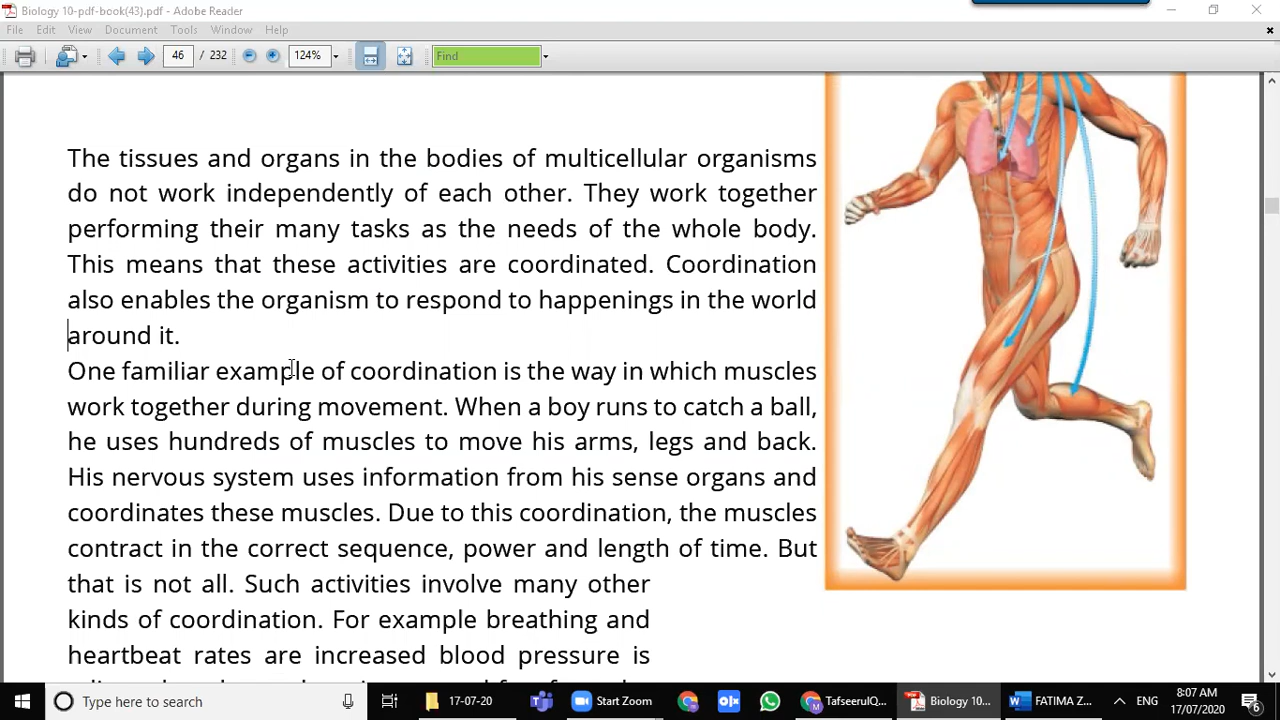 Biology 10-pdf-book(43).pdf - Adobe Reader
File Edit View Document Tools Window Help
46 / 232 124% Find
The tissues and organs in the bodies of multicellular organisms
do not work independently of each other. They work together
performing their many tasks as the needs of the whole body.
This means that these activities are coordinated. Coordination
also enables the organism to respond to happenings in the world
around it.
One familiar example of coordination is the way in which muscles
work together during movement. When a boy runs to catch a ball,
he uses hundreds of muscles to move his arms, legs and back.
His nervous system uses information from his sense organs and
coordinates these muscles. Due to this coordination, the muscles
contract in the correct sequence, power and length of time. But
that is not all. Such activities involve many other
kinds of coordination. For example breathing and
heartbeat rates are increased blood pressure is
Type here to search 17-07-20 Start Zoom TafseerulQ... Biology 10... FATIMA Z... ENG 8:07 AM
17/07/2020 6